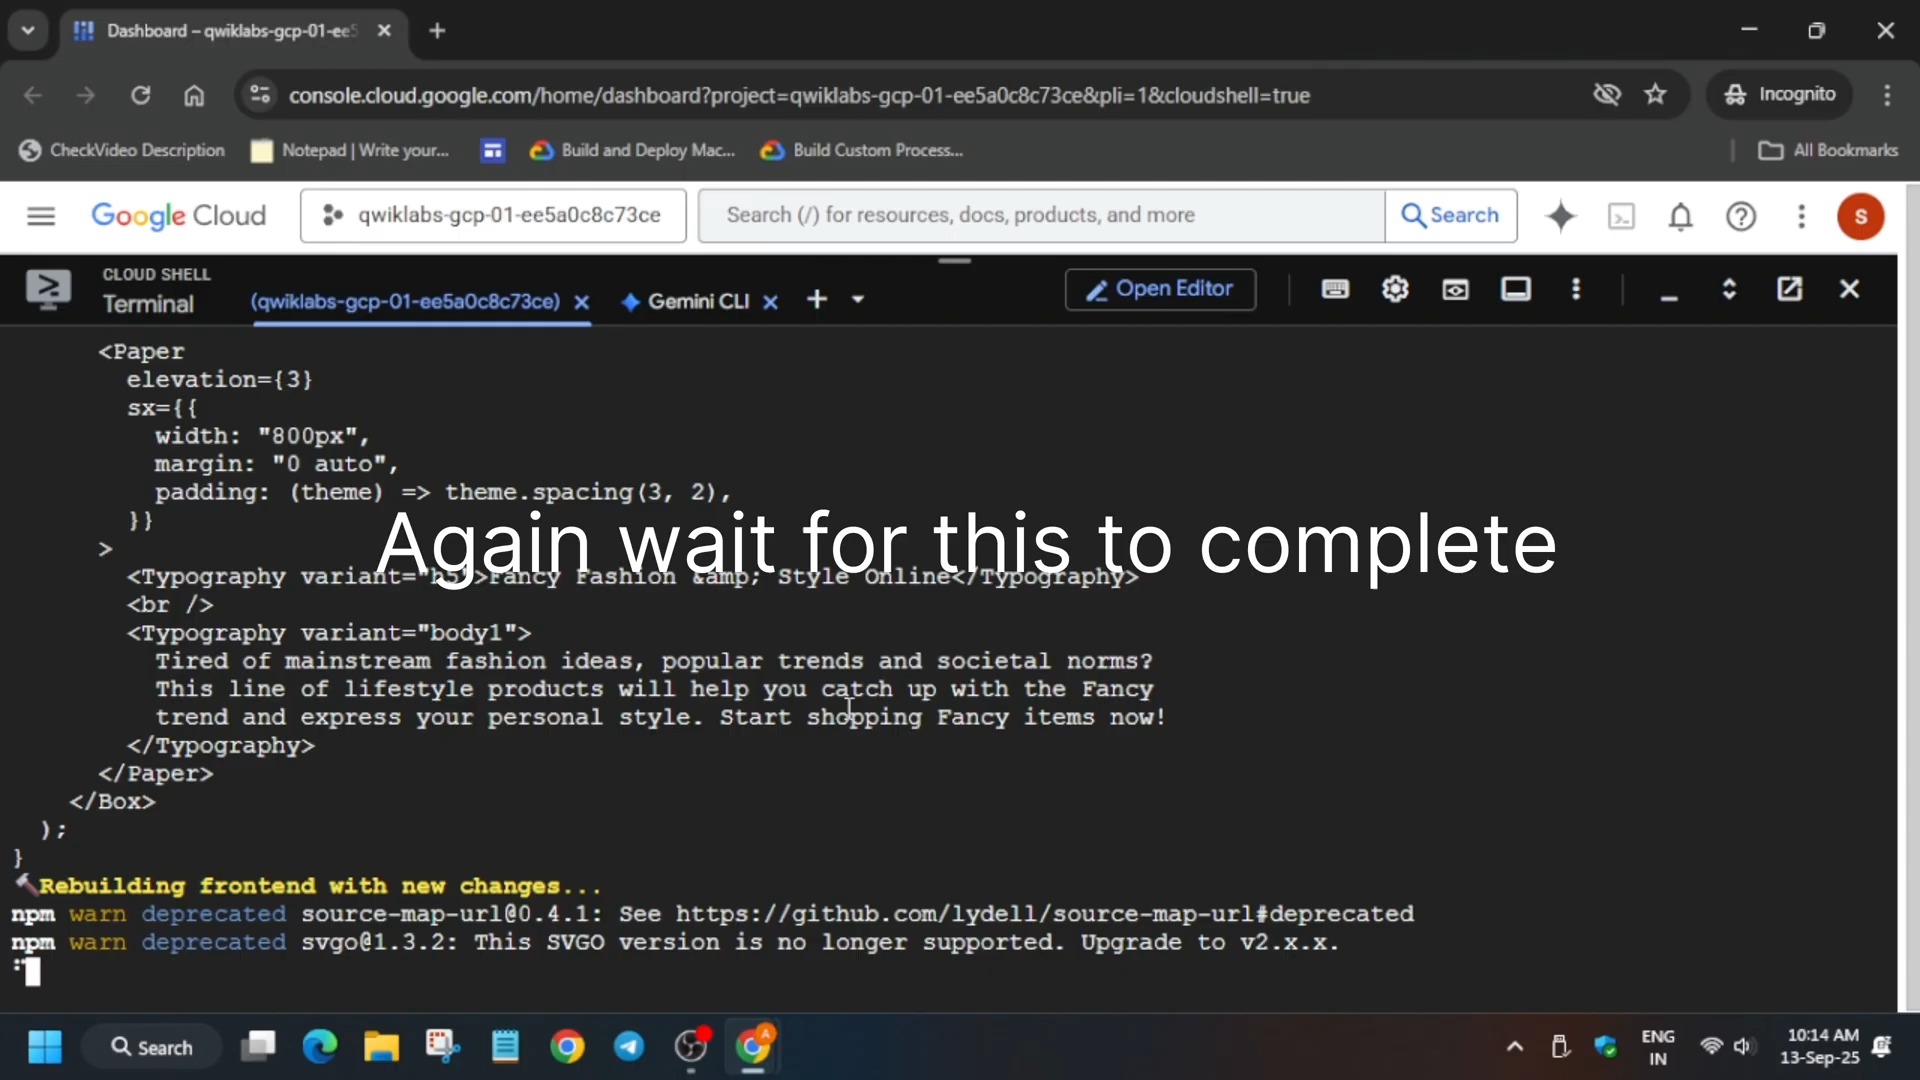 Dashboard – qwiklabs-gcp-01-ee5
console.cloud.google.com/home/dashboard?project=qwiklabs-gcp-01-ee5a0c8c73ce&pli=1&cloudshell=true
Incognito
CheckVideo Description
Notepad | Write your...
Build and Deploy Mac...
Build Custom Process...
All Bookmarks
Google Cloud
qwiklabs-gcp-01-ee5a0c8c73ce
Search (/) for resources, docs, products, and more
Search
S
CLOUD SHELL
Terminal
(qwiklabs-gcp-01-ee5a0c8c73ce)
Gemini CLI
Open Editor
<Paper
elevation={3}
sx={{
width: "800px",
margin: "0 auto",
padding: (theme) => theme.spacing(3, 2),
}}
>
Again wait for this to complete
<Typography variant="h5">Fancy Fashion &amp; Style Online</Typography>
<br />
<Typography variant="body1">
Tired of mainstream fashion ideas, popular trends and societal norms?
This line of lifestyle products will help you catch up with the Fancy
trend and express your personal style. Start shopping Fancy items now!
</Typography>
</Paper>
</Box>
);
}
Rebuilding frontend with new changes...
npm warn deprecated source-map-url@0.4.1: See https://github.com/lydell/source-map-url#deprecated
npm warn deprecated svgo@1.3.2: This SVGO version is no longer supported. Upgrade to v2.x.x.
Search
ENG
IN
10:14 AM
13-Sep-25